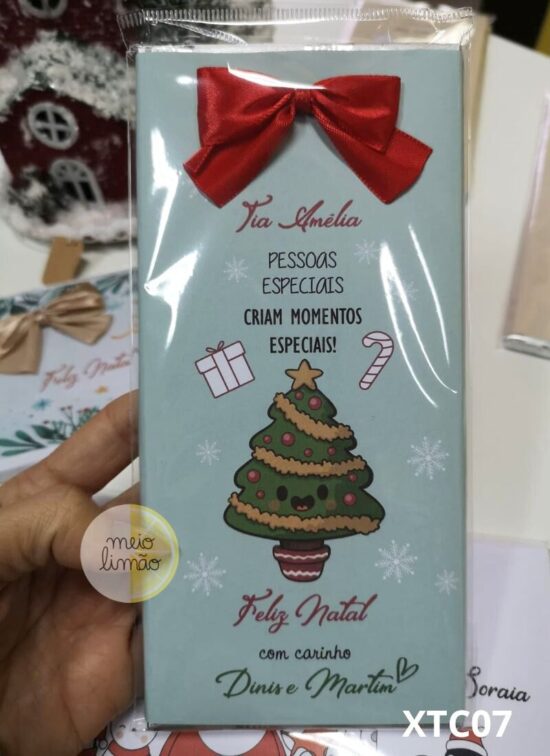 Tia Amélia
PESSOAS
ESPECIAIS
CRIAM MOMENTOS
ESPECIAIS!
Feliz Natal
Feliz Natal
com carinho
Dinis e Martim
meio
limão
Soraia
XTC07